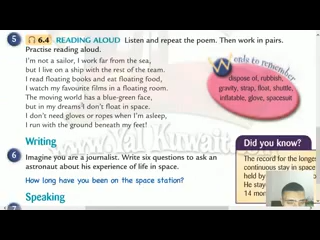 5 6.4 READING ALOUD Listen and repeat the poem. Then work in pairs.
Practise reading aloud.
I'm not a sailor, I work far from the sea,
but I live on a ship with the rest of the team.
I read floating books and eat floating food,
I watch my favourite films in a floating room.
The moving world has a blue-green face,
but in my dreams I don't float in space.
I don't need gloves or ropes when I'm asleep,
I run with the ground beneath my feet!
Words to remember
dispose of, rubbish,
gravity, strap, float, shuttle,
inflatable, glove, spacesuit
Writing
6 Imagine you are a journalist. Write six questions to ask an
astronaut about his experience of life in space.
How long have you been on the space station?
Speaking
Did you know?
The record for the longest
continuous stay in space
held by
He stay
and
www.Yal Kuwait